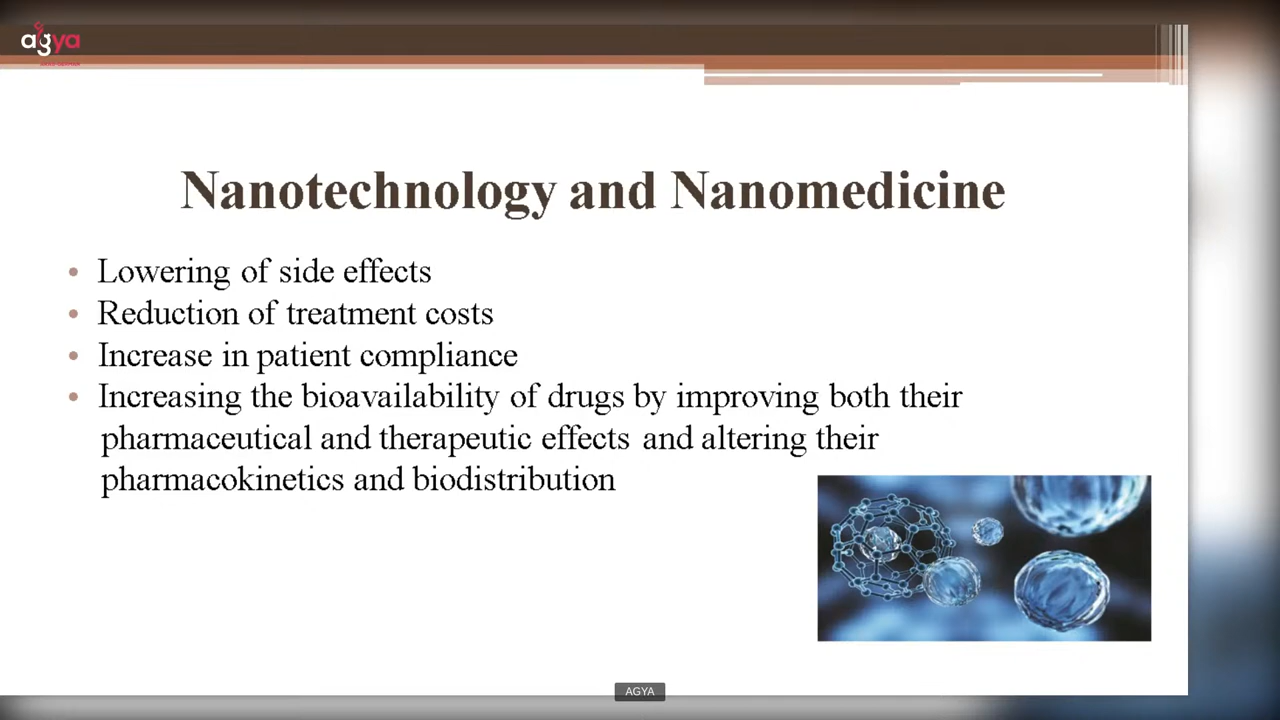 agya
Nanotechnology and Nanomedicine
• Lowering of side effects
• Reduction of treatment costs
• Increase in patient compliance
• Increasing the bioavailability of drugs by improving both their
pharmaceutical and therapeutic effects and altering their
pharmacokinetics and biodistribution
AGYA